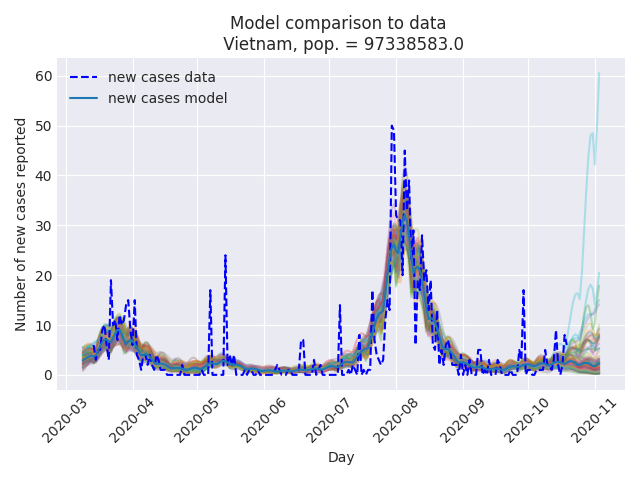 Model comparison to data
Vietnam, pop. = 97338583.0
new cases data
new cases model
Number of new cases reported
60
50
40
30
20
10
0
2020-03
2020-04
2020-05
2020-06
2020-07
2020-08
2020-09
2020-10
2020-11
Day